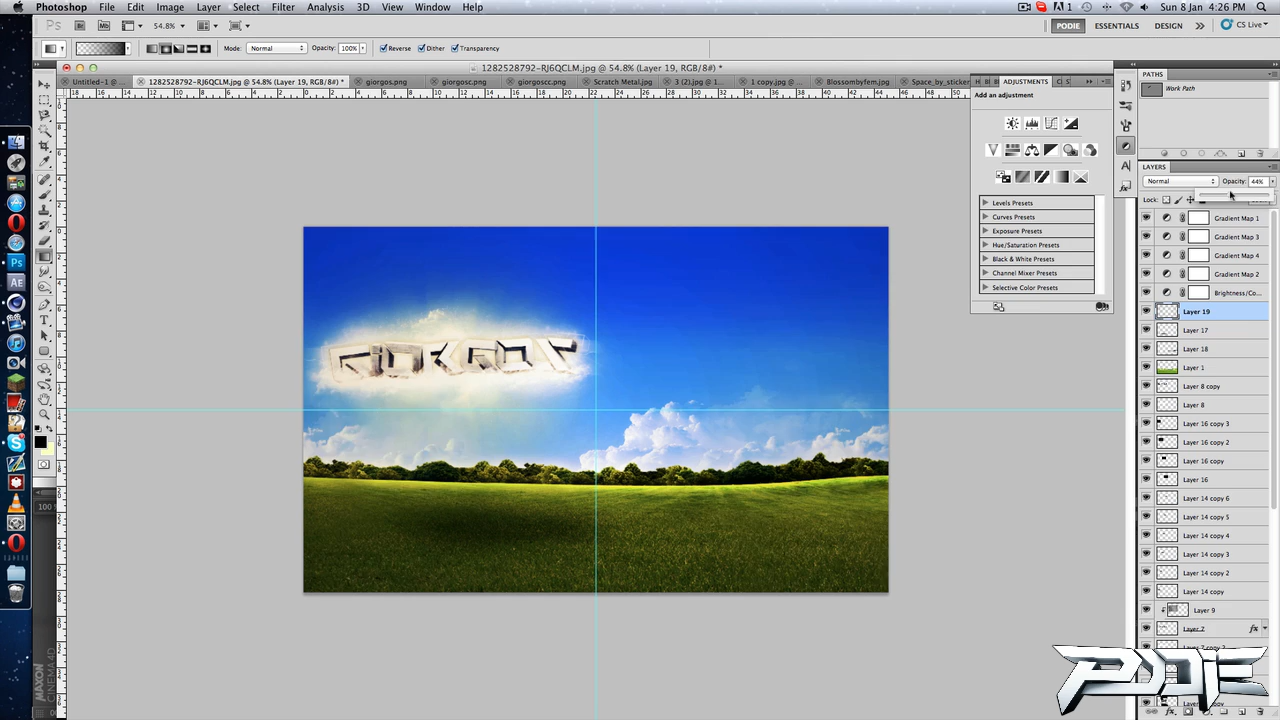 Photoshop File Edit Image Layer Select Filter Analysis 3D View Window Help
Sun 8 Jan 4:26 PM
54.8%
PODIE ESSENTIALS DESIGN CS Live
Mode: Normal Opacity: 100% Reverse Dither Transparency
1282528792-RJ6QCLM.jpg @ 54.8% (Layer 19, RGB/8#) *
Untitled-1 @ ... 1282528792-RJ6QCLM.jpg @ 54.8% (Layer 19, RGB/8#) * giorgos.png giorgosc.png giorgoscc.png Scratch Metal.jpg 3 (2).jpg @ ... 1 copy.jpg @ ... Blossombyfem.jpg Space_by_sticker
ADJUSTMENTS
Add an adjustment
Levels Presets
Curves Presets
Exposure Presets
Hue/Saturation Presets
Black & White Presets
Channel Mixer Presets
Selective Color Presets
PATHS
Work Path
LAYERS
Normal Opacity: 44%
Lock:
Gradient Map 1
Gradient Map 3
Gradient Map 4
Gradient Map 2
Brightness/Co...
Layer 19
Layer 17
Layer 18
Layer 1
Layer 8 copy
Layer 8
Layer 16 copy 3
Layer 16 copy 2
Layer 16 copy
Layer 16
Layer 14 copy 6
Layer 14 copy 5
Layer 14 copy 4
Layer 14 copy 3
Layer 14 copy 2
Layer 14 copy
Layer 9
Layer 7 fx
GIORGOS
MAXON
CINEMA 4D
PODIE